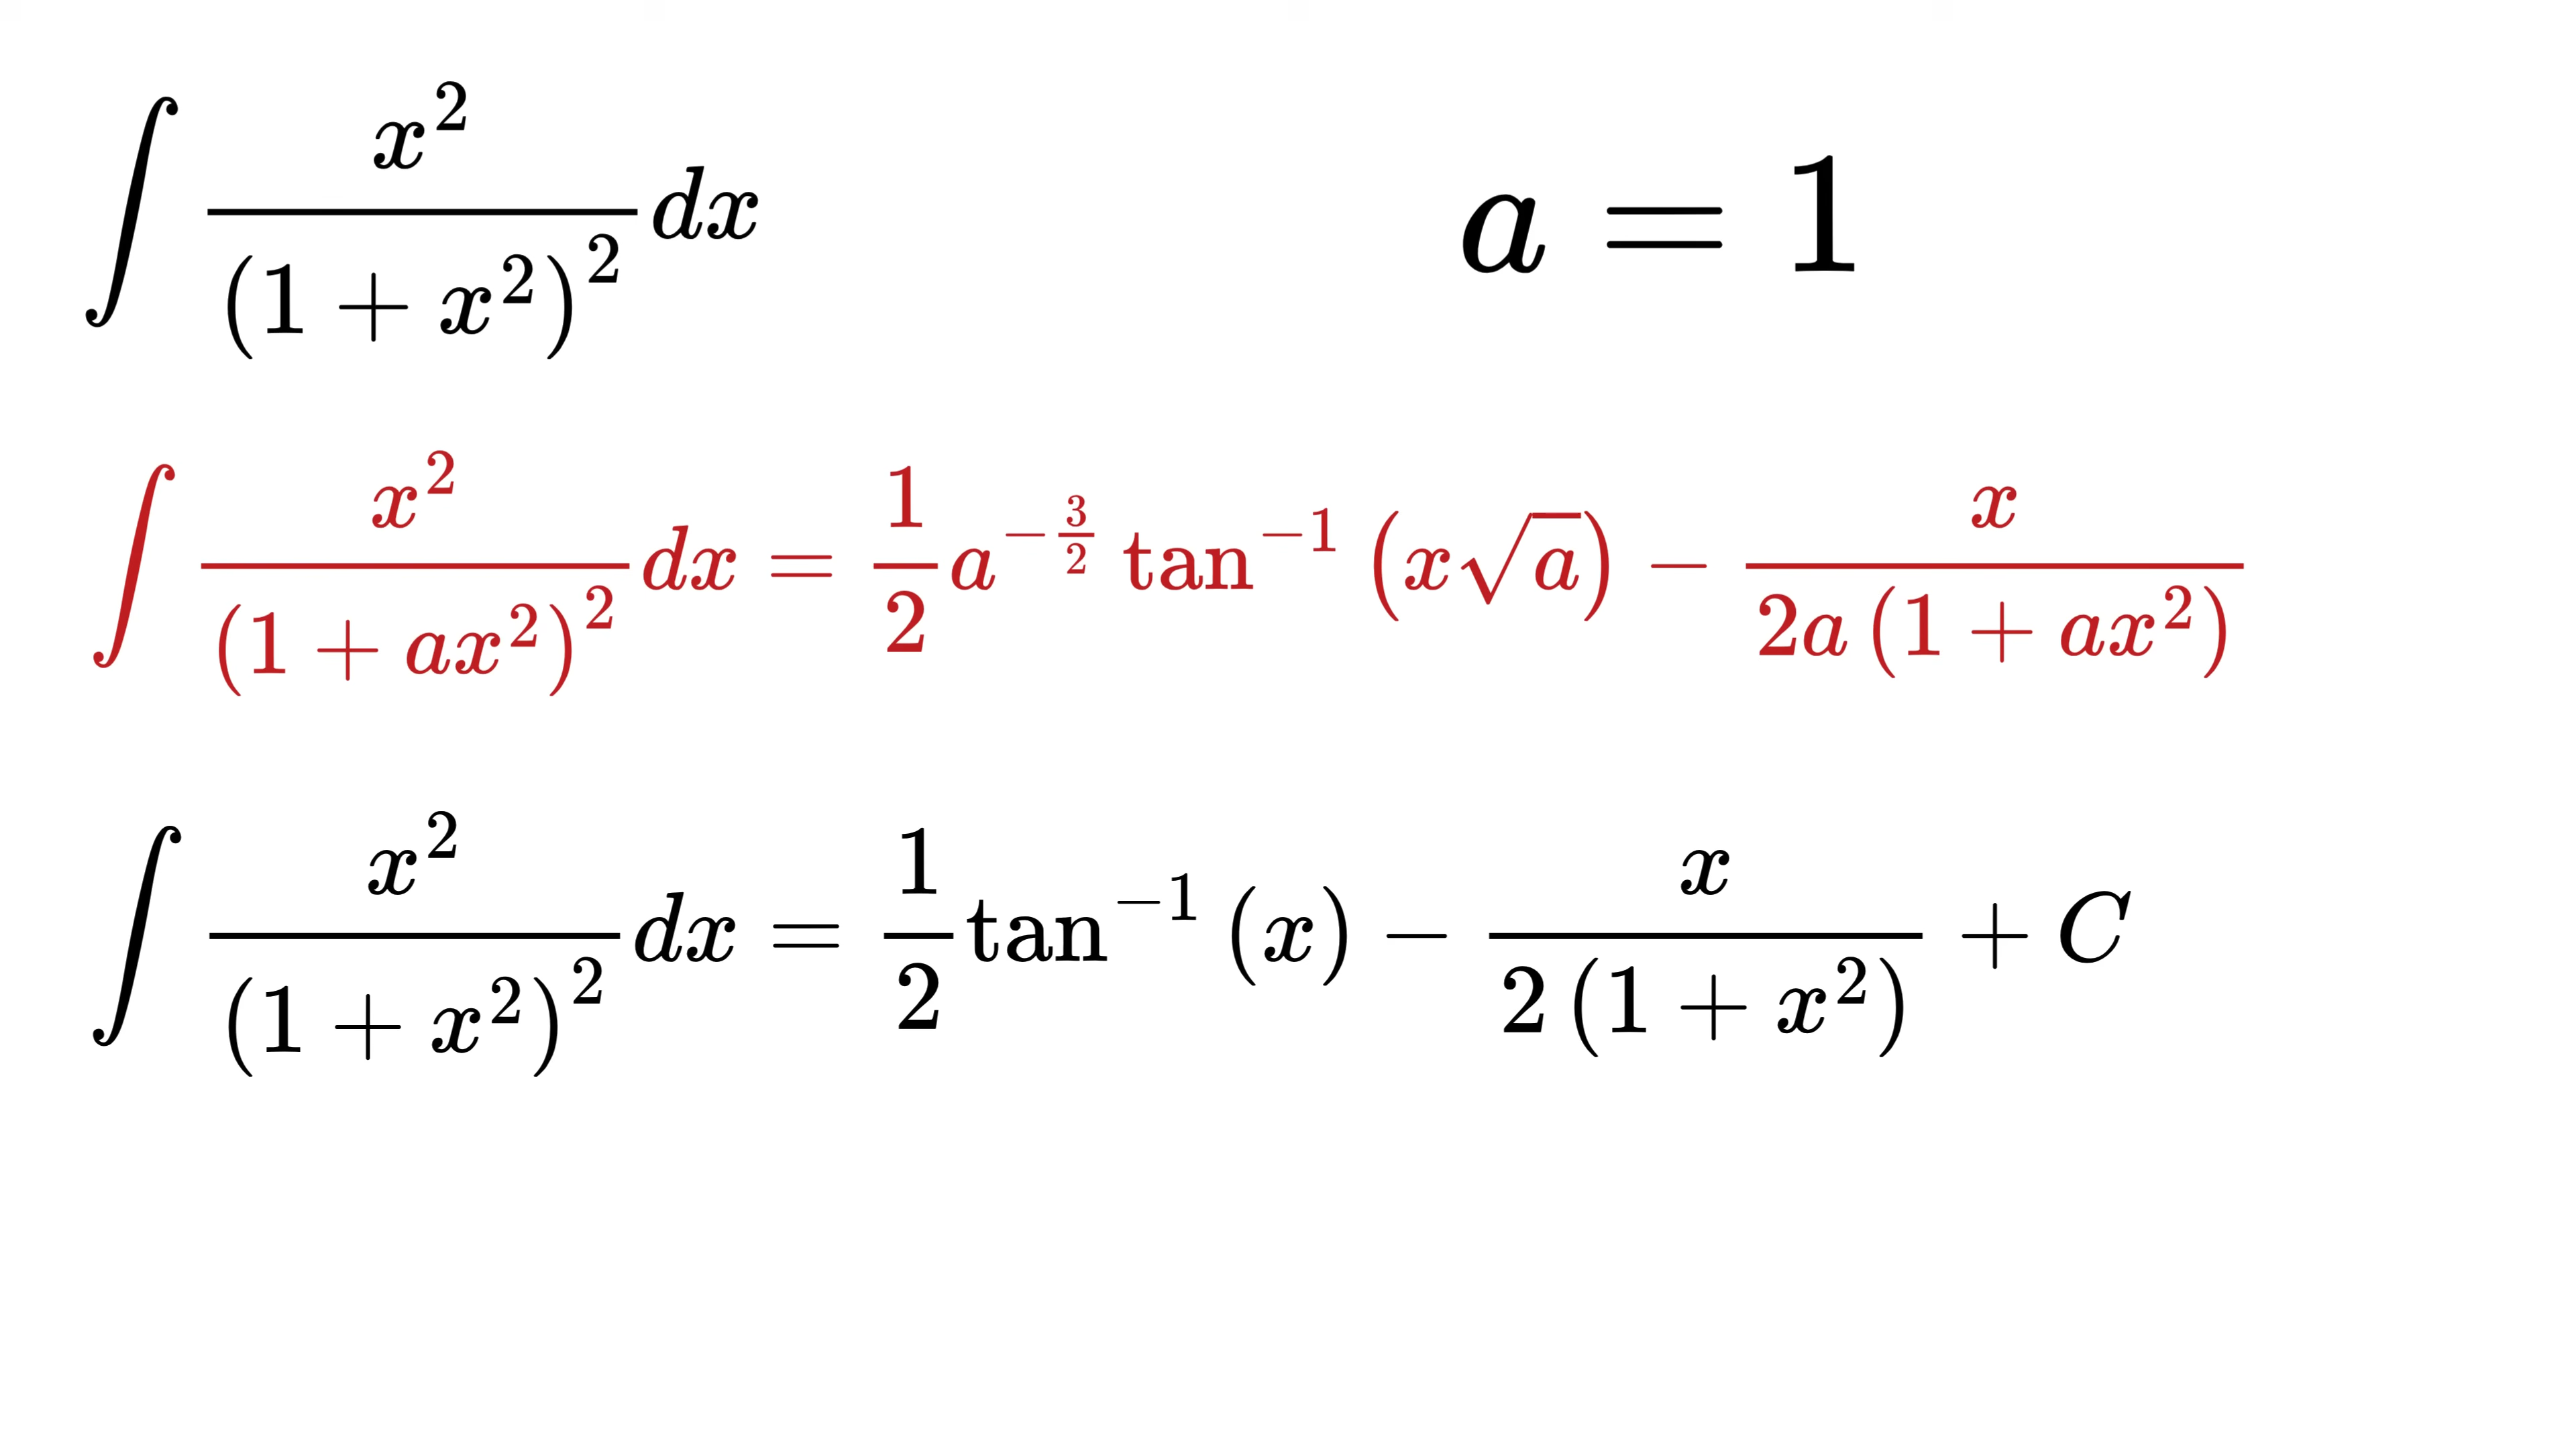 ∫ x²/(1 + x²)² dx    a = 1
∫ x²/(1 + ax²)² dx = 1/2 a^(−3/2) tan⁻¹ (x√a) − x/(2a (1 + ax²))
∫ x²/(1 + x²)² dx = 1/2 tan⁻¹ (x) − x/(2 (1 + x²)) + C